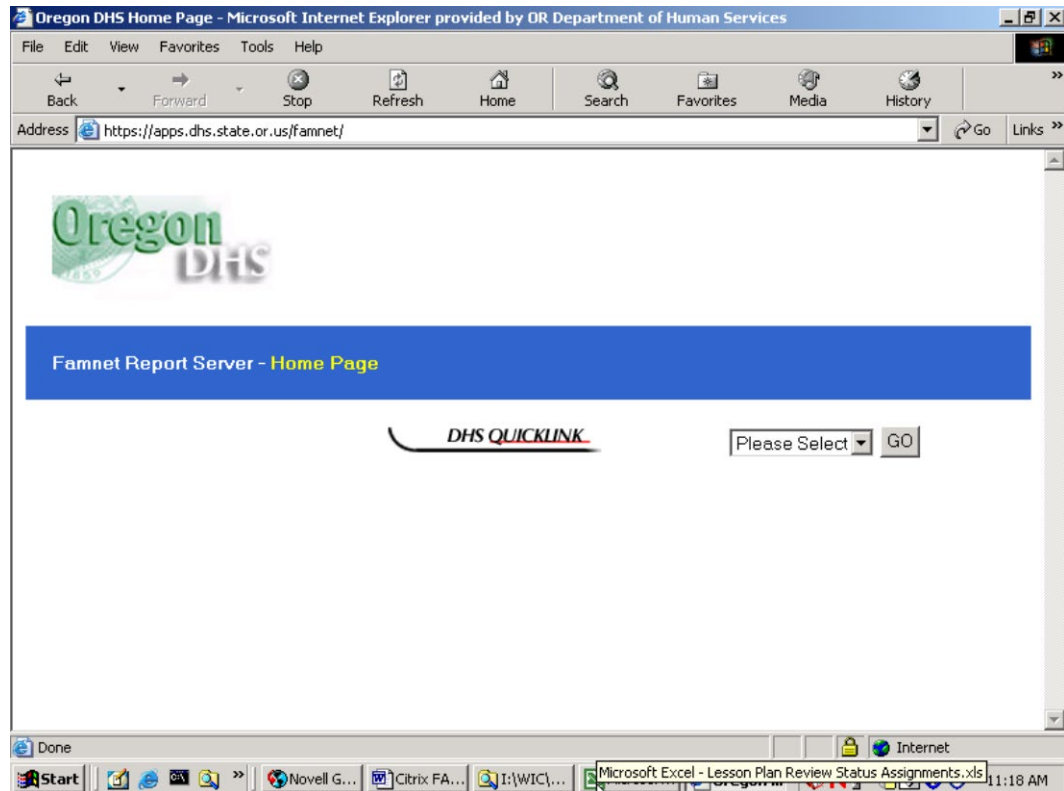 Oregon DHS Home Page - Microsoft Internet Explorer provided by OR Department of Human Services
File Edit View Favorites Tools Help
Back Forward Stop Refresh Home Search Favorites Media History »
Address https://apps.dhs.state.or.us/famnet/ Go Links »
Oregon
DHS
1859
Famnet Report Server - Home Page
DHS QUICKLINK Please Select GO
Done Internet
Start » Novell G... Citrix FA... I:\WIC\... Microsoft Excel - Lesson Plan Review Status Assignments.xls 11:18 AM